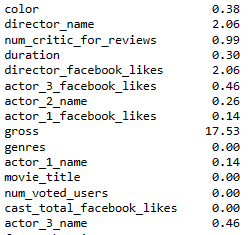 color 0.38
director_name 2.06
num_critic_for_reviews 0.99
duration 0.30
director_facebook_likes 2.06
actor_3_facebook_likes 0.46
actor_2_name 0.26
actor_1_facebook_likes 0.14
gross 17.53
genres 0.00
actor_1_name 0.14
movie_title 0.00
num_voted_users 0.00
cast_total_facebook_likes 0.00
actor_3_name 0.46